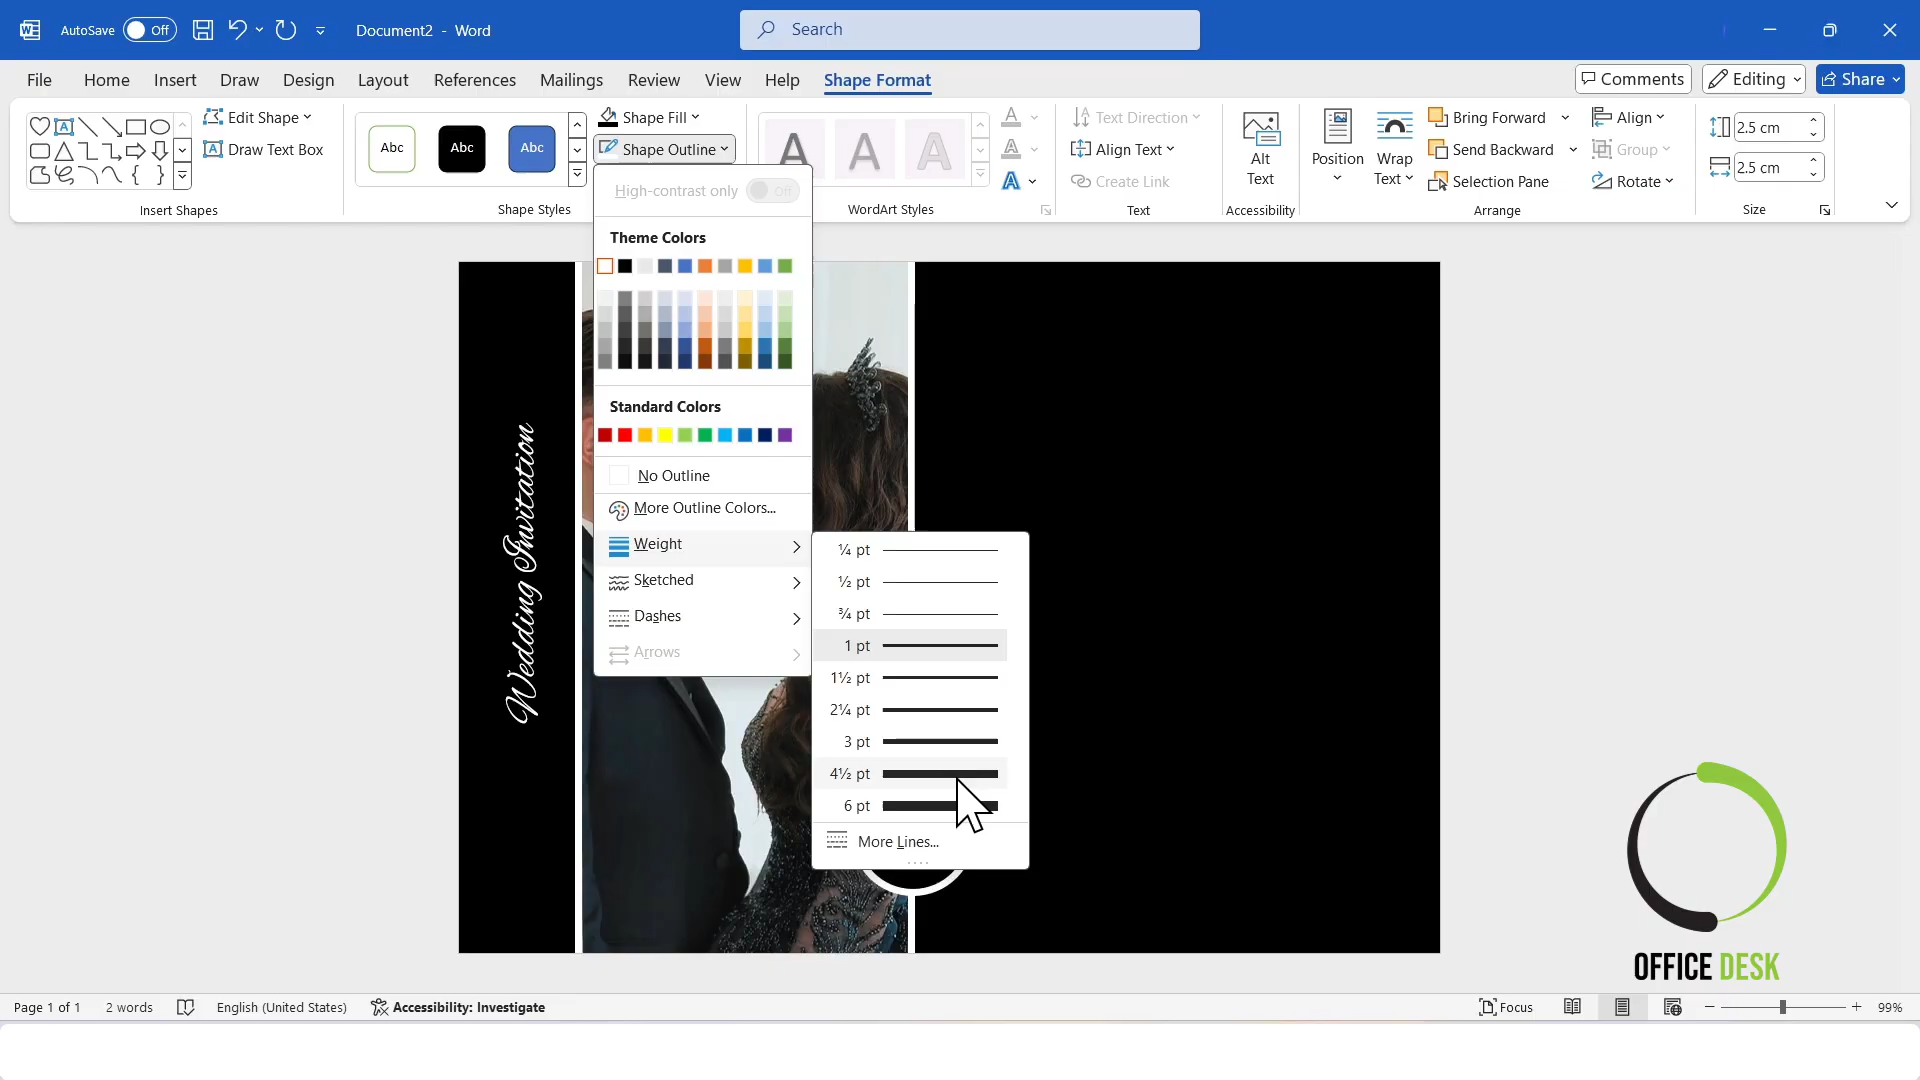 AutoSave Off Document2 - Word Search
File Home Insert Draw Design Layout References Mailings Review View Help Shape Format Comments Editing Share
Edit Shape
Draw Text Box
Insert Shapes
Abc Abc Abc
Shape Styles
Shape Fill
Shape Outline
A A A
WordArt Styles
A
A
A
Text Direction
Align Text
Create Link
Text
Alt
Text
Accessibility
Position
Wrap
Text
Bring Forward
Send Backward
Selection Pane
Align
Group
Rotate
Arrange
2.5 cm
2.5 cm
Size
High-contrast only Off
Theme Colors
Standard Colors
No Outline
More Outline Colors...
Weight
Sketched
Dashes
Arrows
¼ pt
½ pt
¾ pt
1 pt
1½ pt
2¼ pt
3 pt
4½ pt
6 pt
More Lines...
Wedding Invitation
OFFICE DESK
Page 1 of 1 2 words English (United States) Accessibility: Investigate Focus 99%